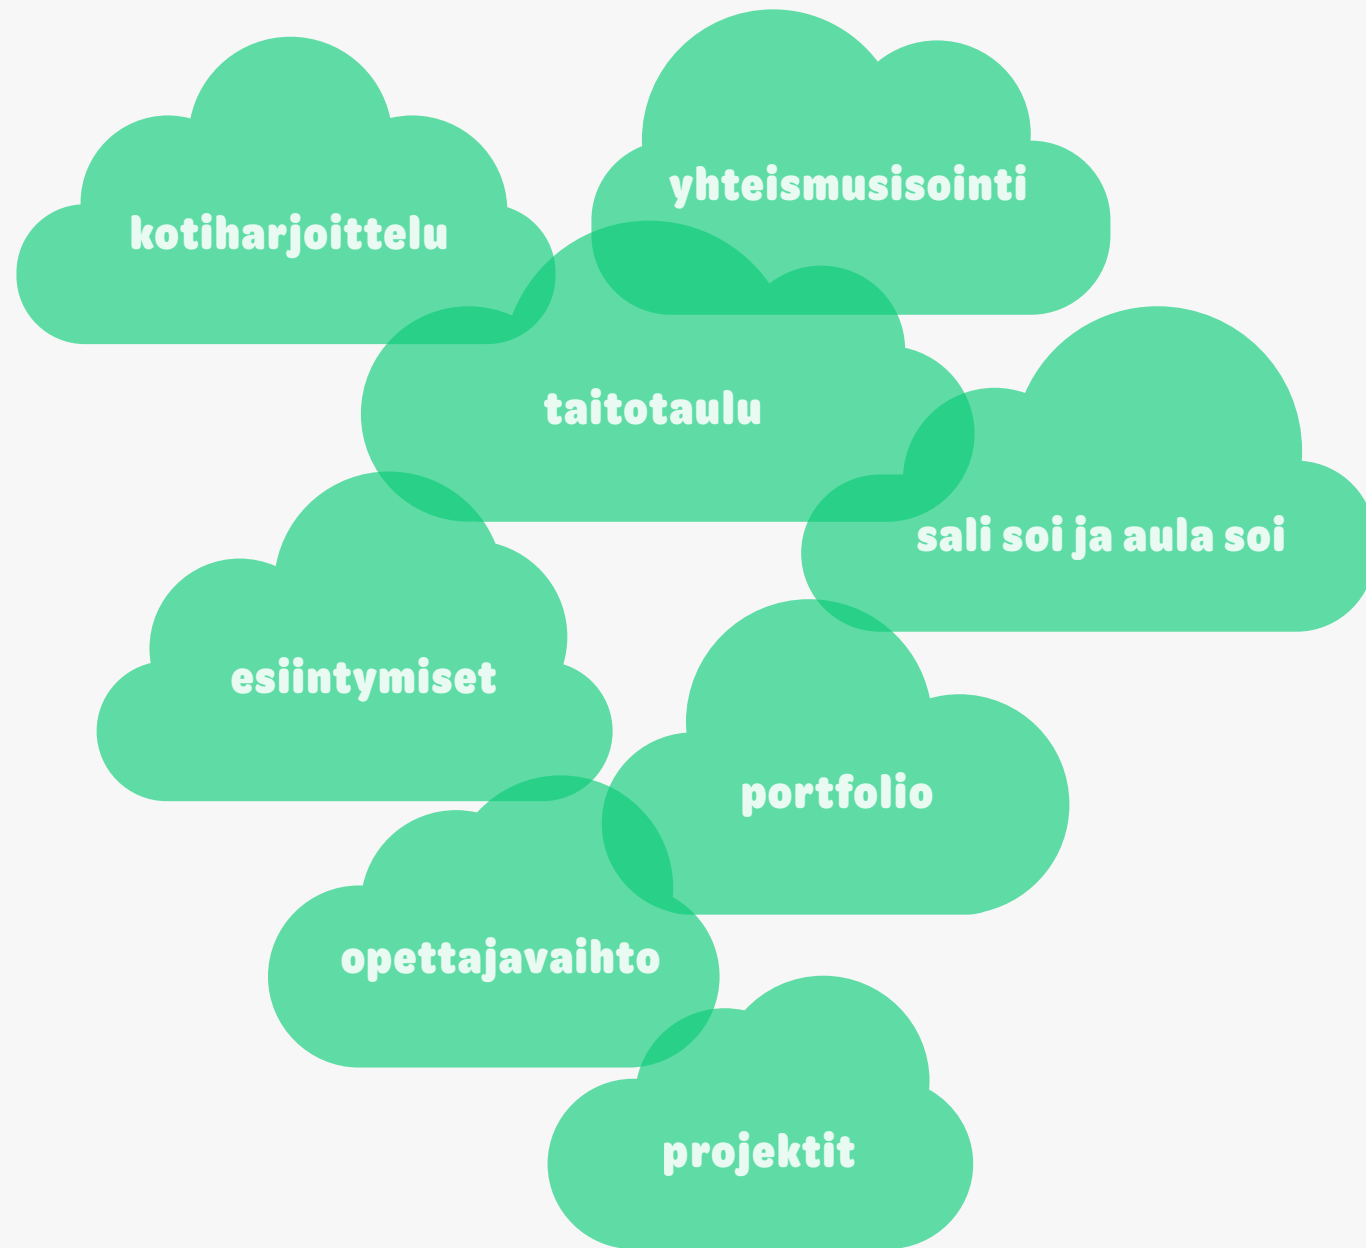 yhteismusisointi
kotiharjoittelu
taitotaulu
sali soi ja aula soi
esiintymiset
portfolio
opettajavaihto
projektit